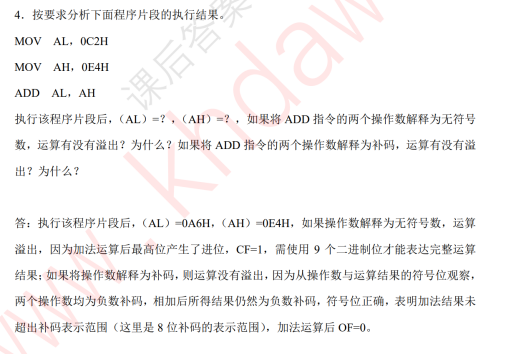 4．按要求分析下面程序片段的执行结果。
MOV AL，0C2H
MOV AH，0E4H
ADD AL，AH
执行该程序片段后，（AL）=？，（AH）=？，如果将 ADD 指令的两个操作数解释为无符号
数，运算有没有溢出？为什么？如果将 ADD 指令的两个操作数解释为补码，运算有没有溢
出？为什么？
答：执行该程序片段后，（AL）=0A6H，（AH）=0E4H，如果操作数解释为无符号数，运算
溢出，因为加法运算后最高位产生了进位，CF=1，需使用 9 个二进制位才能表达完整运算
结果；如果将操作数解释为补码，则运算没有溢出，因为从操作数与运算结果的符号位观察，
两个操作数均为负数补码，相加后所得结果仍然为负数补码，符号位正确，表明加法结果未
超出补码表示范围（这里是 8 位补码的表示范围），加法运算后 OF=0。
课后答案
www.khdaw